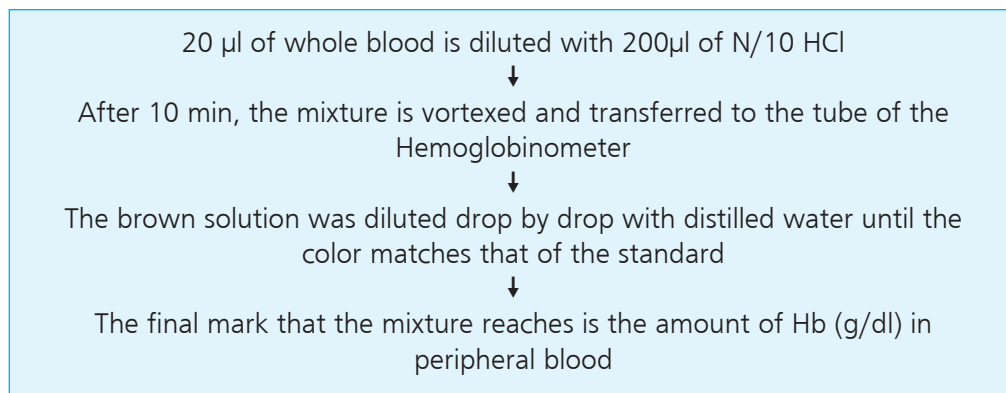 20 µl of whole blood is diluted with 200µl of N/10 HCl
↓
After 10 min, the mixture is vortexed and transferred to the tube of the
Hemoglobinometer
↓
The brown solution was diluted drop by drop with distilled water until the
color matches that of the standard
↓
The final mark that the mixture reaches is the amount of Hb (g/dl) in
peripheral blood